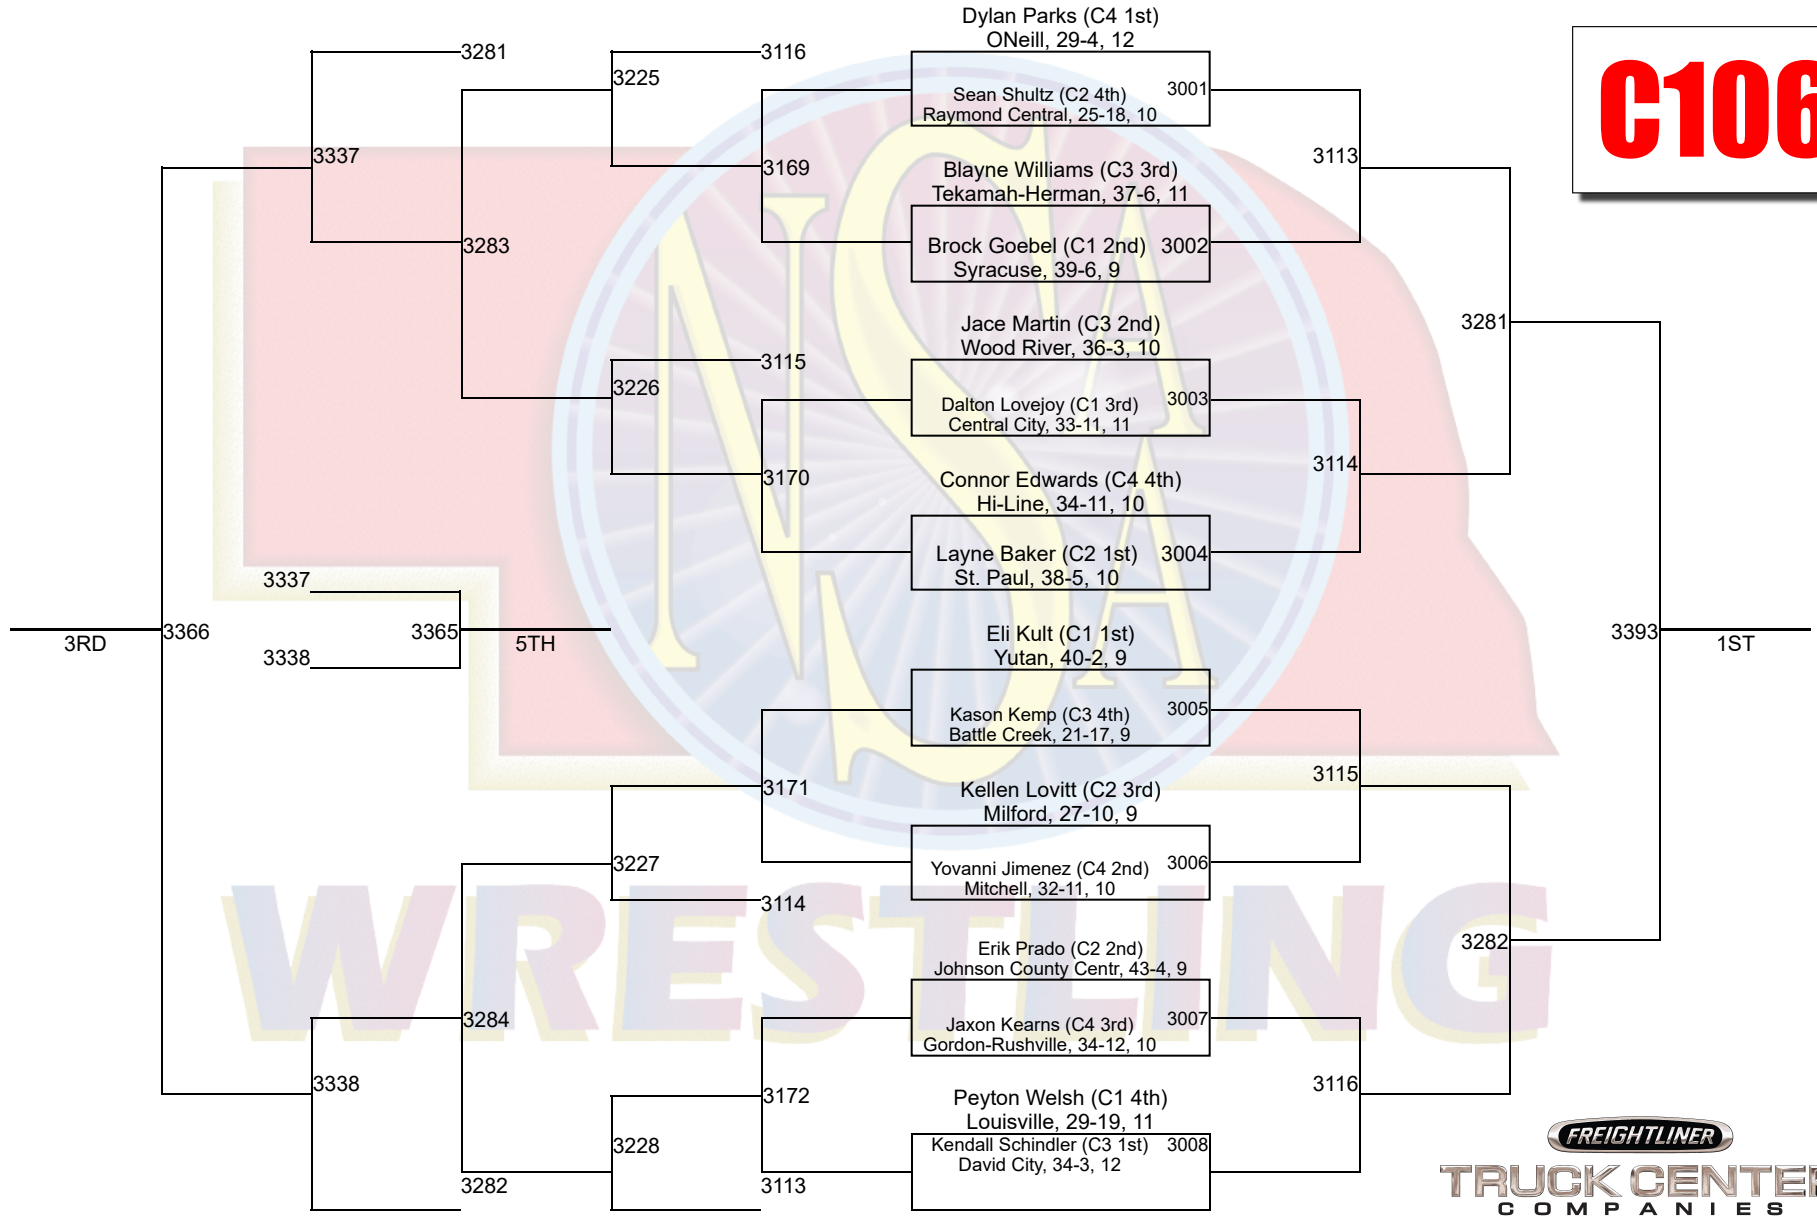 Dylan Parks (C4 1st)
ONeill, 29-4, 12
3281
3116
3225
Sean Shultz (C2 4th)
3001
Raymond Central, 25-18, 10
C106
3337
3113
3169
Blayne Williams (C3 3rd)
Tekamah-Herman, 37-6, 11
3283
Brock Goebel (C1 2nd)
3002
Syracuse, 39-6, 9
Jace Martin (C3 2nd)
3281
Wood River, 36-3, 10
3115
3226
Dalton Lovejoy (C1 3rd)
3003
Central City, 33-11, 11
3170
3114
Connor Edwards (C4 4th)
Hi-Line, 34-11, 10
Layne Baker (C2 1st)
3004
St. Paul, 38-5, 10
3337
3366
3365
Eli Kult (C1 1st)
3393
3RD
5TH
1ST
3338
Yutan, 40-2, 9
Kason Kemp (C3 4th)
3005
Battle Creek, 21-17, 9
3171
3115
Kellen Lovitt (C2 3rd)
Milford, 27-10, 9
3227
Yovanni Jimenez (C4 2nd)
3006
Mitchell, 32-11, 10
3114
Erik Prado (C2 2nd)
3282
Johnson County Centr, 43-4, 9
3284
Jaxon Kearns (C4 3rd)
3007
Gordon-Rushville, 34-12, 10
3338
3172
3116
Peyton Welsh (C1 4th)
Louisville, 29-19, 11
3228
Kendall Schindler (C3 1st)
3008
David City, 34-3, 12
3282
3113
NSAA
WRESTLING
FREIGHTLINER
TRUCK CENTER
COMPANIES